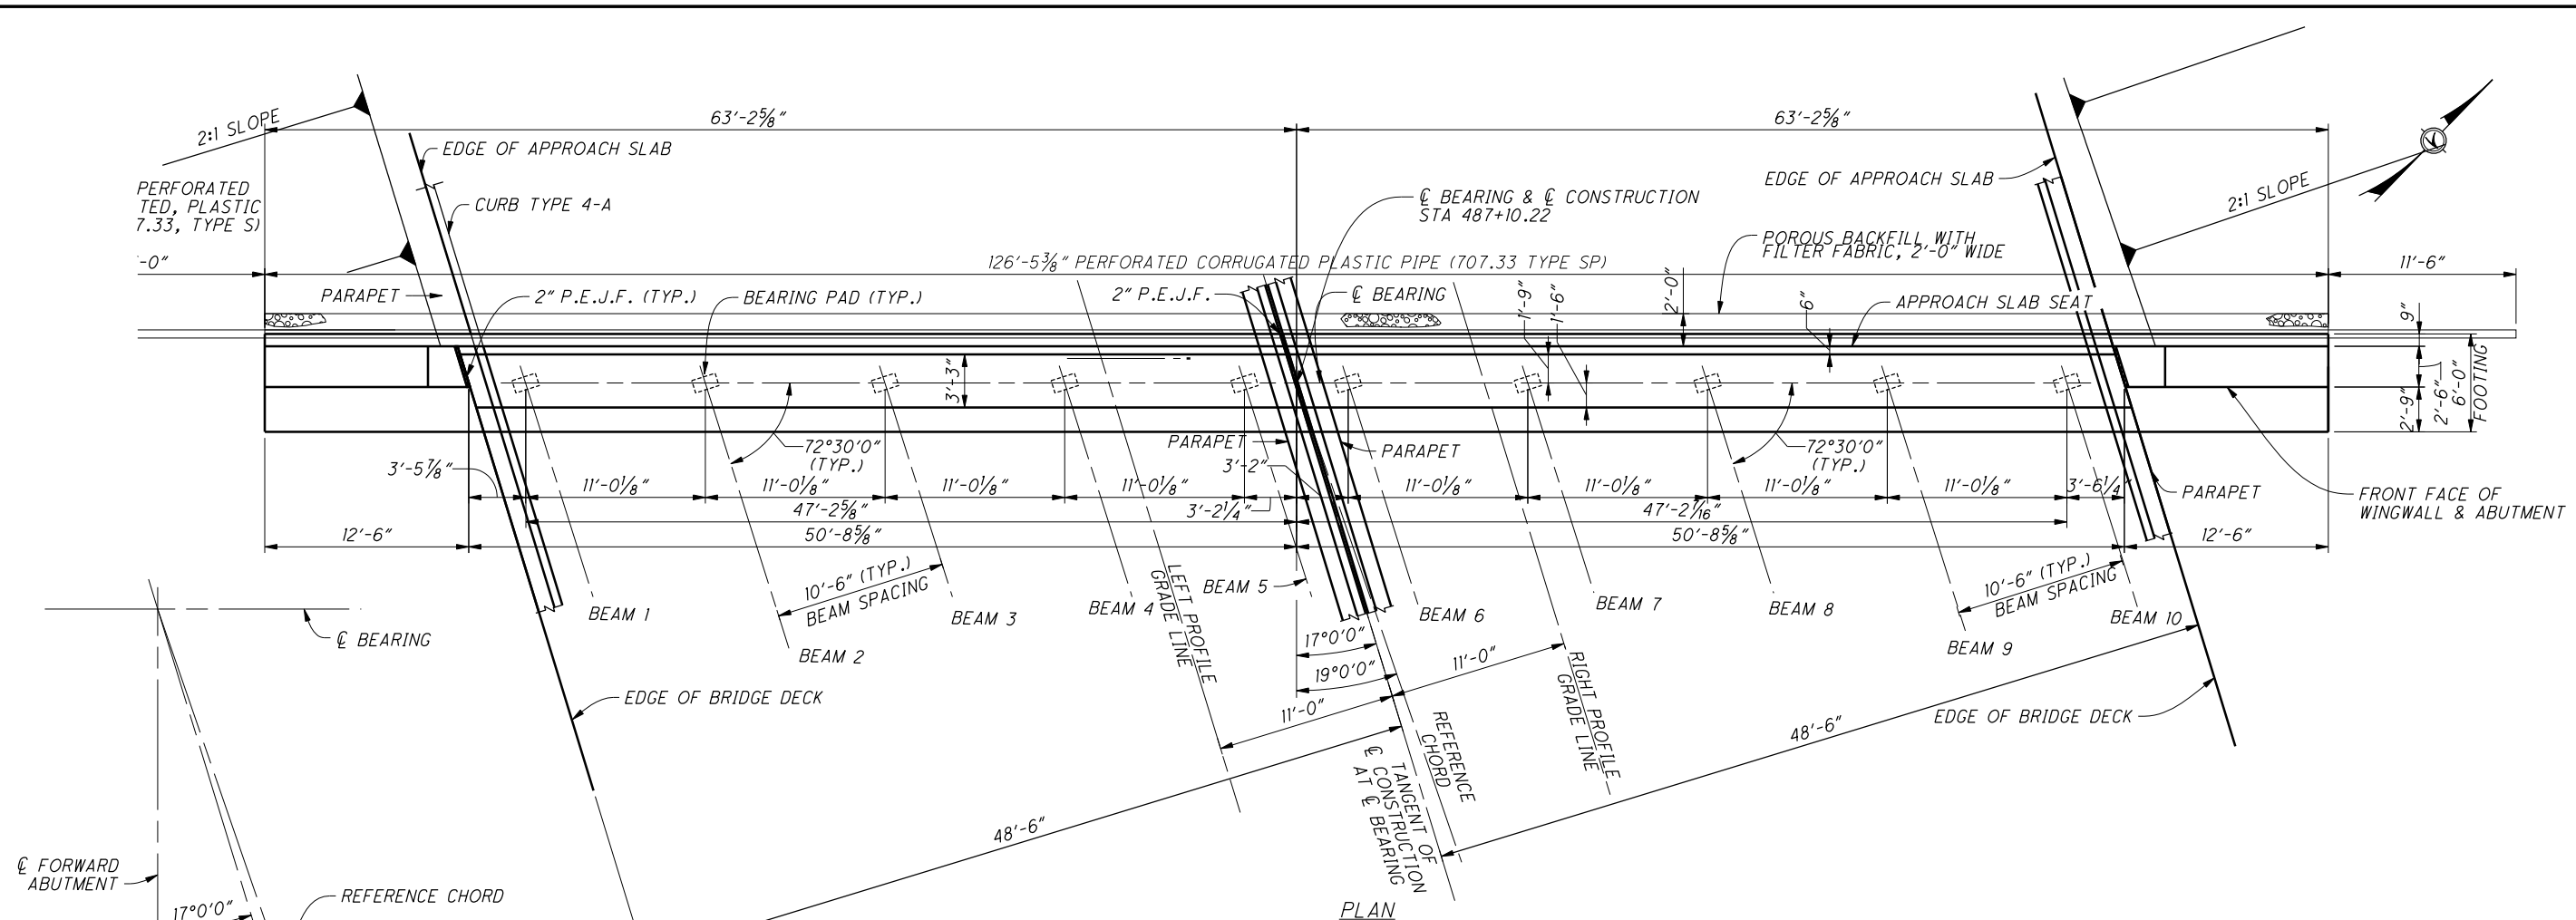 63'-2⅝"
63'-2⅝"
2:1 SLOPE
EDGE OF APPROACH SLAB
CURB TYPE 4-A
PERFORATED
TED, PLASTIC
7.33, TYPE S)
-0"
℄ BEARING & ℄ CONSTRUCTION
STA 487+10.22
EDGE OF APPROACH SLAB
2:1 SLOPE
POROUS BACKFILL WITH
FILTER FABRIC, 2'-0" WIDE
126'-5⅜" PERFORATED CORRUGATED PLASTIC PIPE (707.33 TYPE SP)
11'-6"
PARAPET
2" P.E.J.F. (TYP.)
BEARING PAD (TYP.)
2" P.E.J.F.
℄ BEARING
1'-9"
1'-6"
2'-0"
6"
APPROACH SLAB SEAT
9"
3'-3"
2'-9"
2'-6"
6'-0"
FOOTING
72°30'0"
(TYP.)
PARAPET
PARAPET
72°30'0"
(TYP.)
3'-5⅞"
11'-0⅛"
11'-0⅛"
11'-0⅛"
11'-0⅛"
3'-2"
3'-2¼"
11'-0⅛"
11'-0⅛"
11'-0⅛"
11'-0⅛"
3'-6¼"
PARAPET
FRONT FACE OF
WINGWALL & ABUTMENT
47'-2⅝"
47'-2 7/16"
12'-6"
50'-8⅝"
50'-8⅝"
12'-6"
BEAM 1
BEAM 2
10'-6" (TYP.)
BEAM SPACING
BEAM 3
BEAM 4
LEFT PROFILE
GRADE LINE
BEAM 5
BEAM 6
BEAM 7
BEAM 8
BEAM 9
10'-6" (TYP.)
BEAM SPACING
BEAM 10
℄ BEARING
17°0'0"
19°0'0"
11'-0"
11'-0"
RIGHT PROFILE
GRADE LINE
REFERENCE
CHORD
TANGENT OF
℄ CONSTRUCTION
AT ℄ BEARING
EDGE OF BRIDGE DECK
EDGE OF BRIDGE DECK
48'-6"
48'-6"
℄ FORWARD
ABUTMENT
REFERENCE CHORD
17°0'0"
PLAN